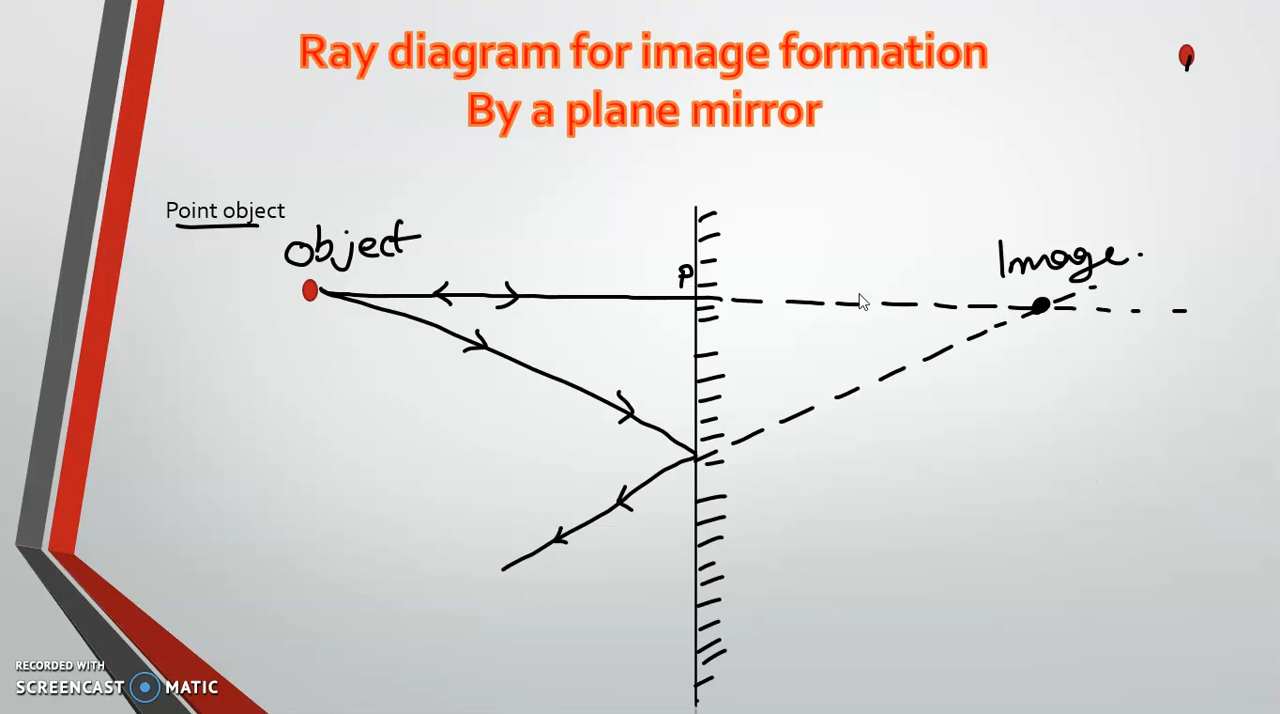 Ray diagram for image formation
By a plane mirror
Point object
object
P
Image.
RECORDED WITH
SCREENCAST MATIC